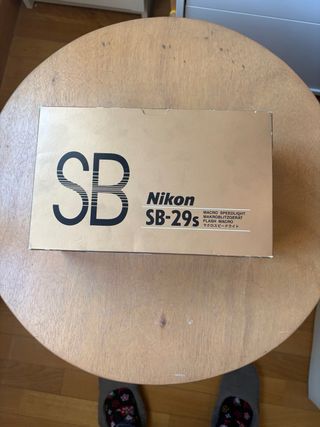 SB
Nikon
SB-29s
MACRO SPEEDLIGHT
MAKROBLITZGERÄT
FLASH MACRO
マクロスピードライト